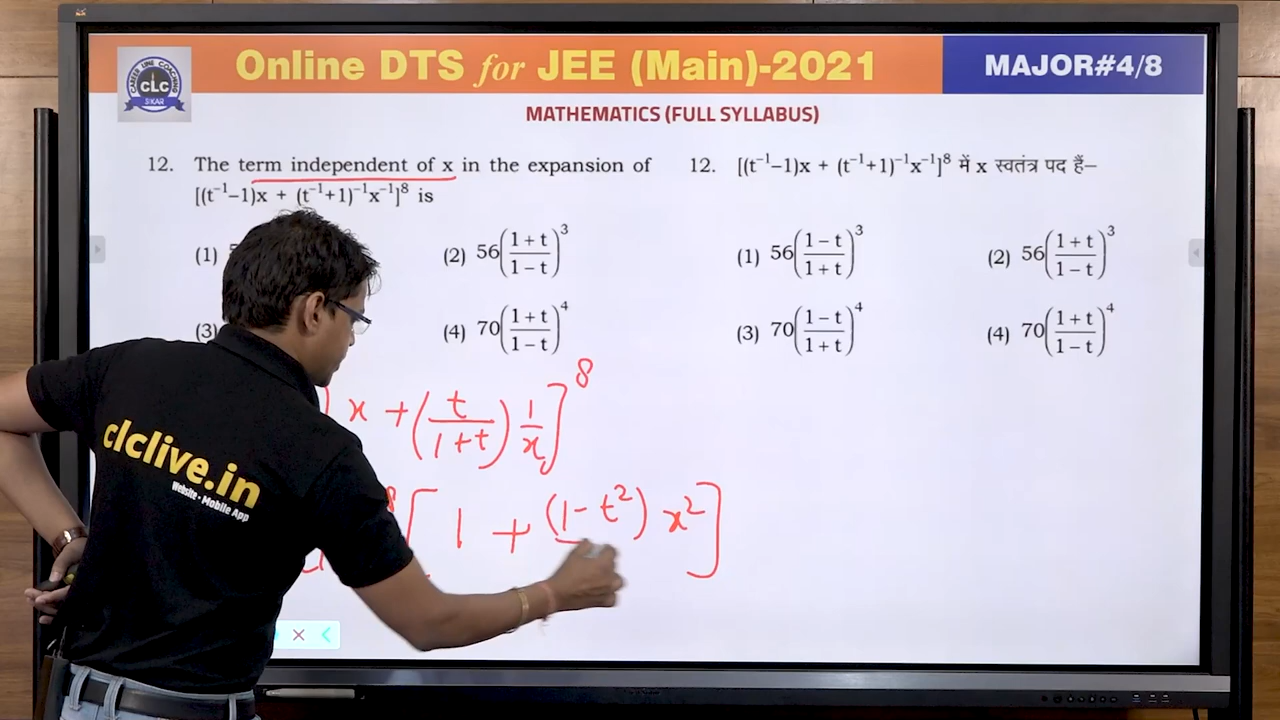 Online DTS for JEE (Main)-2021
MAJOR#4/8
CAREER LINE COACHING
CLC
SIKAR
MATHEMATICS (FULL SYLLABUS)
12. The term independent of x in the expansion of
[(t⁻¹–1)x + (t⁻¹+1)⁻¹x⁻¹]⁸ is
(1)
(2) 56((1+t)/(1–t))³
(3)
(4) 70((1+t)/(1–t))⁴
12. [(t⁻¹–1)x + (t⁻¹+1)⁻¹x⁻¹]⁸ में x स्वतंत्र पद हैं–
(1) 56((1–t)/(1+t))³
(2) 56((1+t)/(1–t))³
(3) 70((1–t)/(1+t))⁴
(4) 70((1+t)/(1–t))⁴
x + (t/(1+t)) 1/x]⁸
[1 + (1-t²) x²]
clclive.in
Website • Mobile App